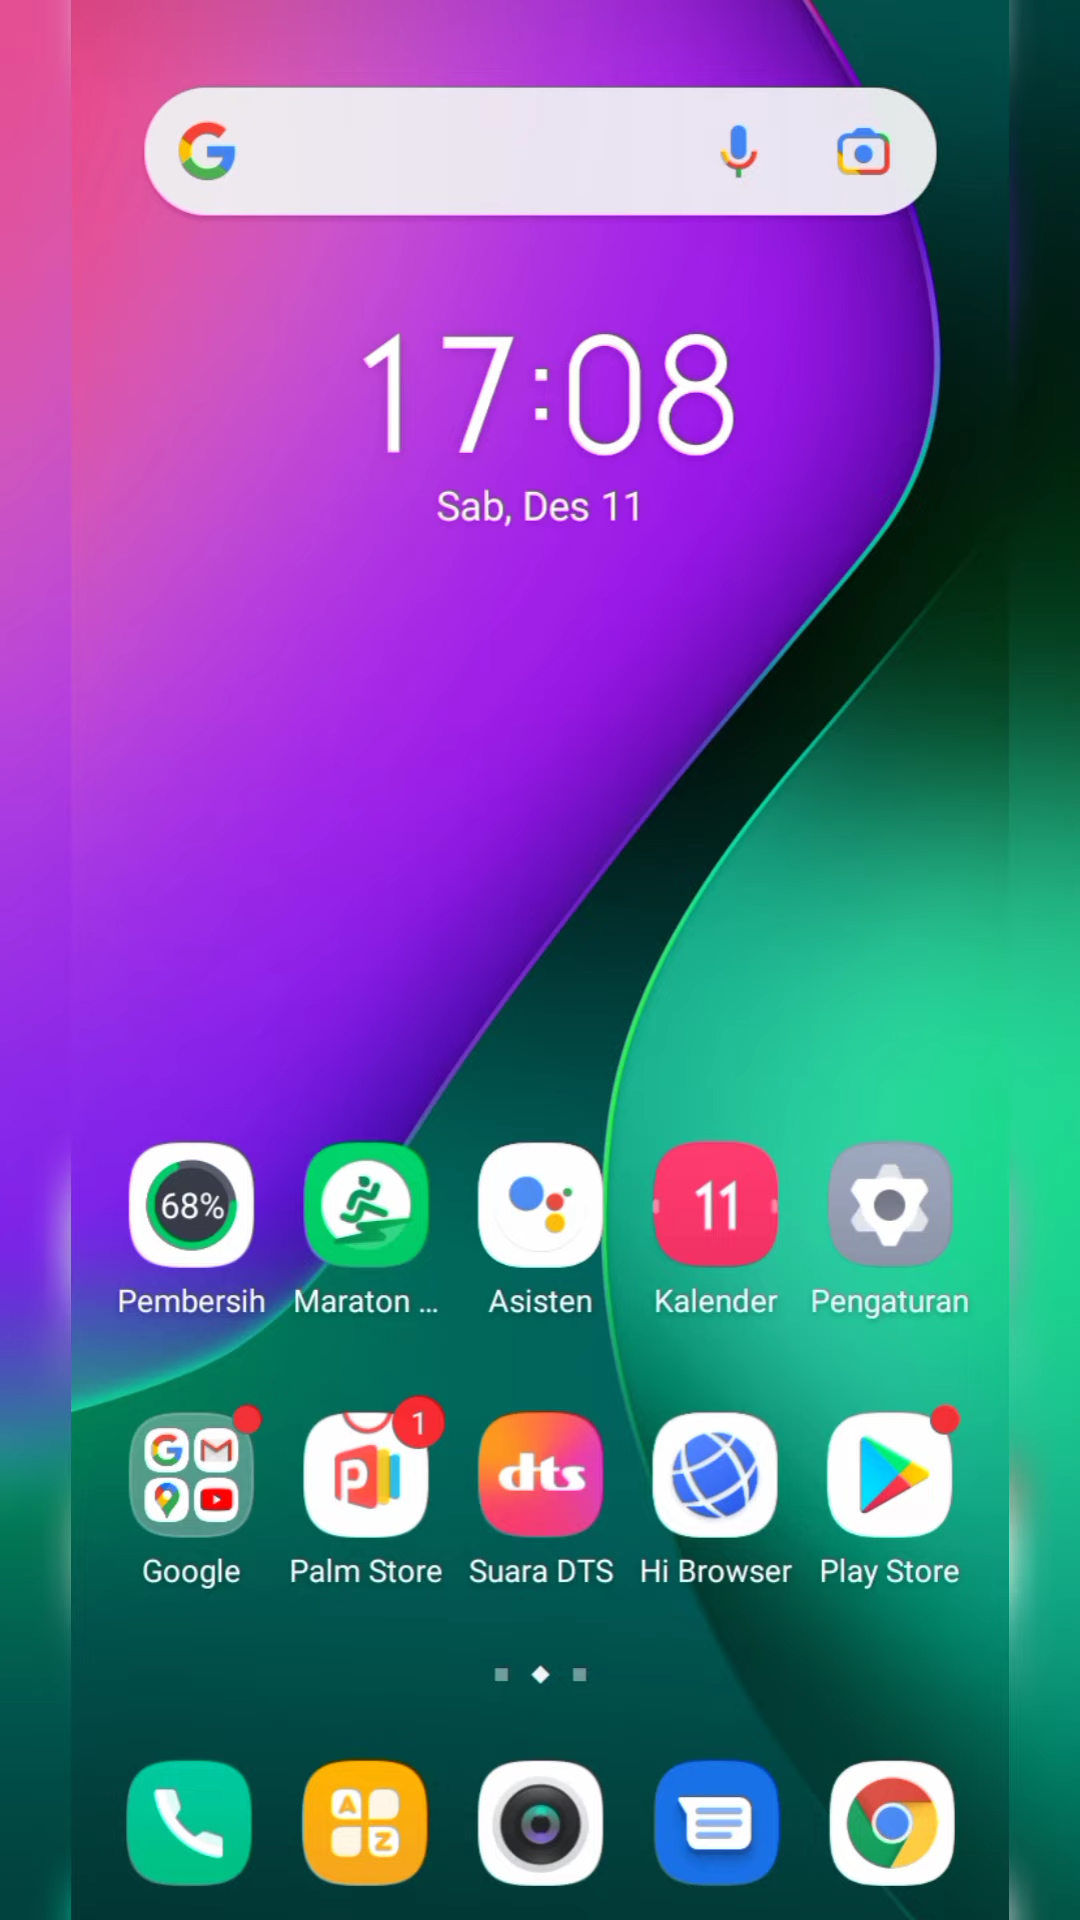 17:08
Sab, Des 11
68%
11
Pembersih
Maraton ...
Asisten
Kalender
Pengaturan
1
dts
Google
Palm Store
Suara DTS
Hi Browser
Play Store
A
Z